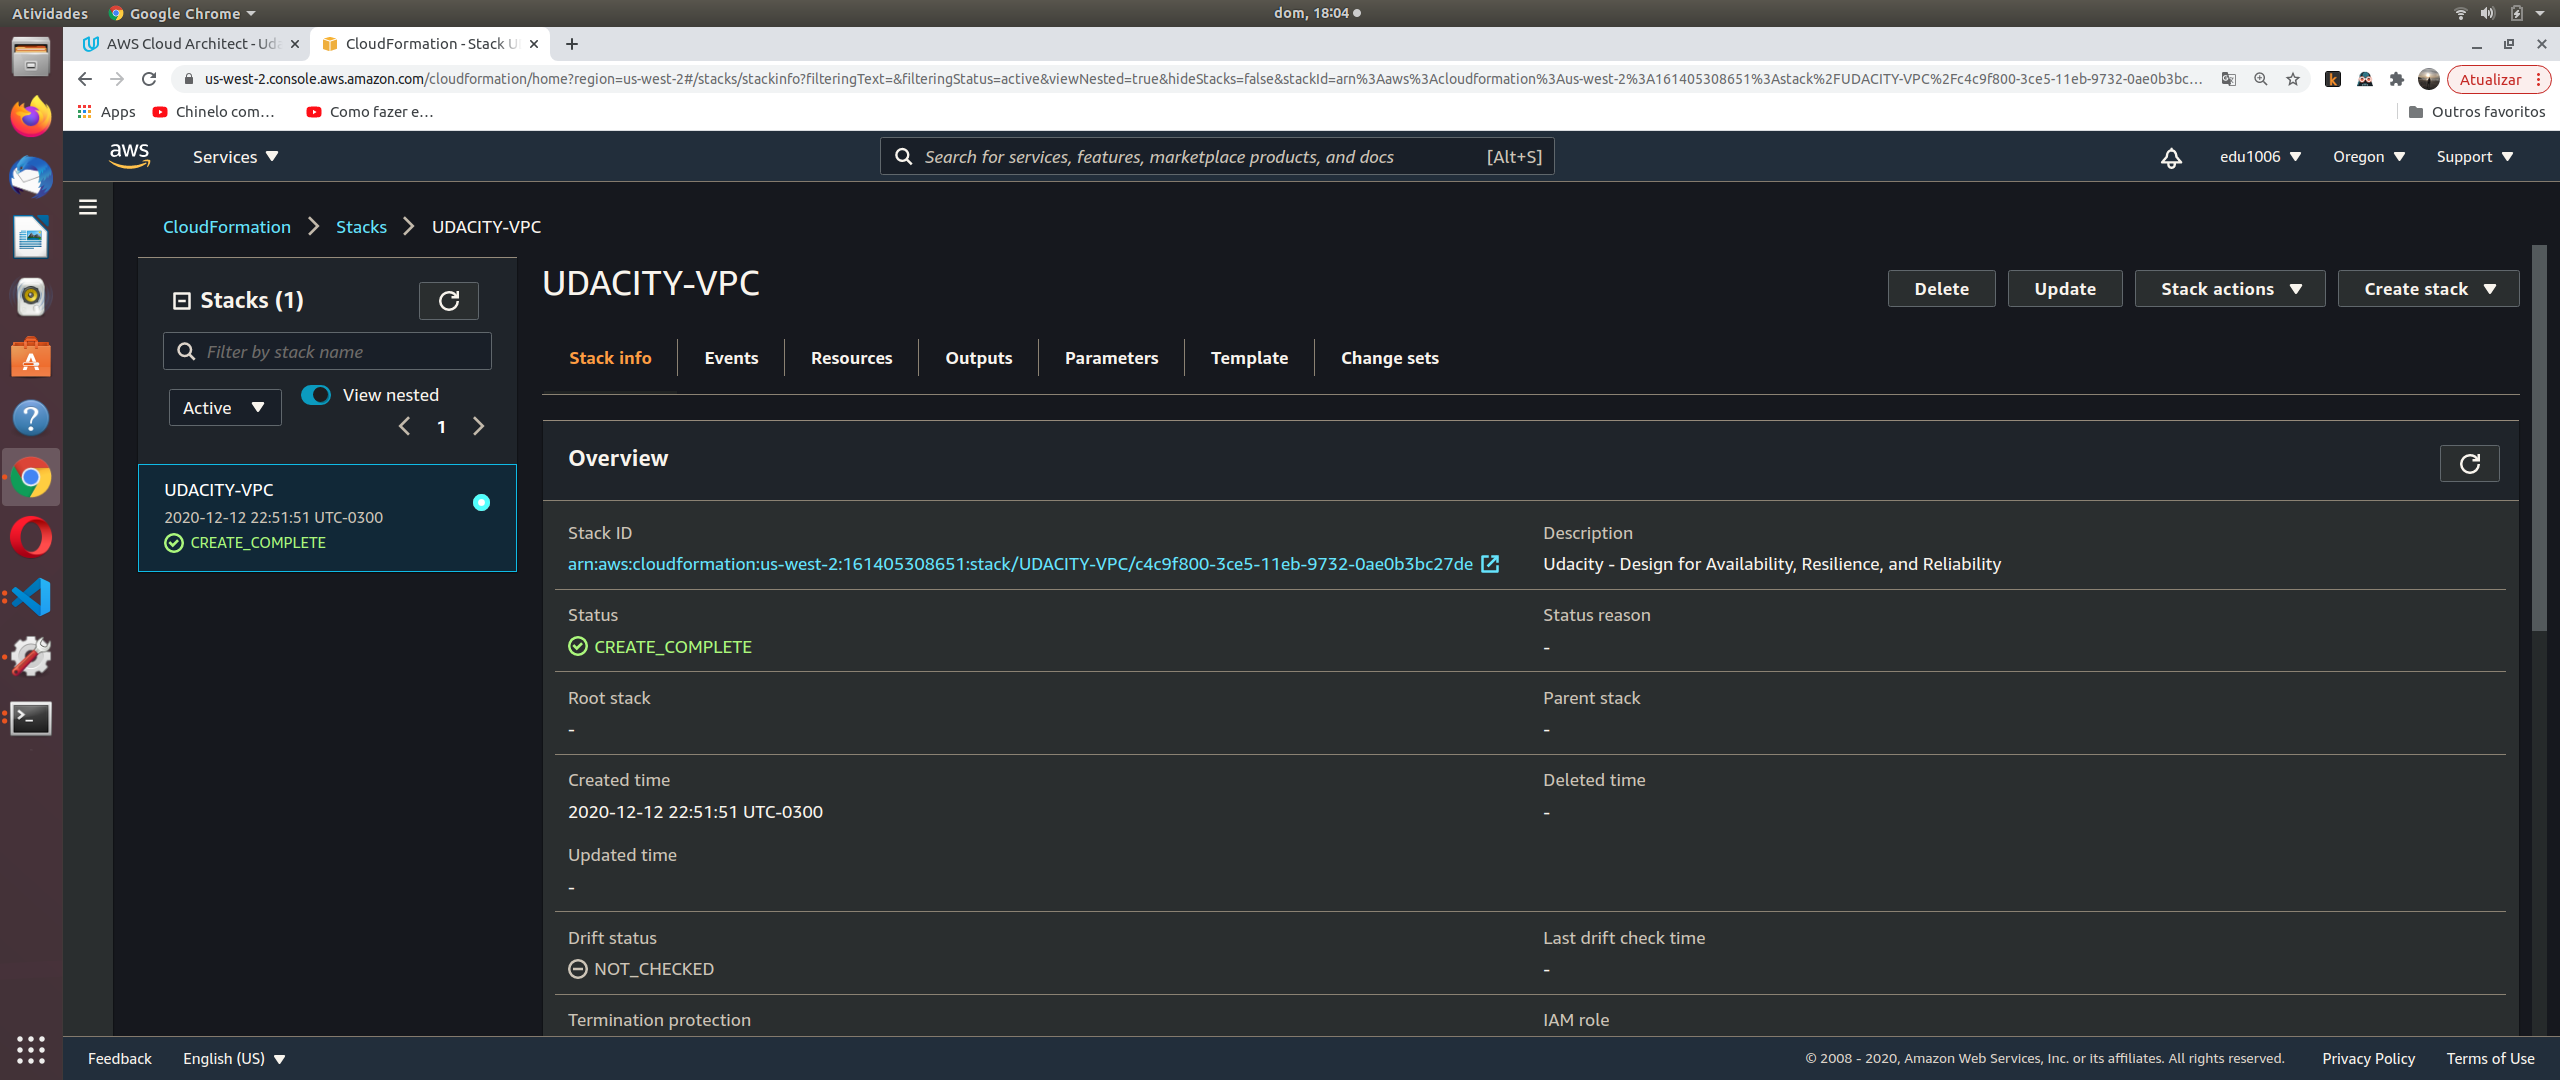 Atividades
Google Chrome
dom, 18:04
AWS Cloud Architect - Uda
CloudFormation - Stack U
us-west-2.console.aws.amazon.com/cloudformation/home?region=us-west-2#/stacks/stackinfo?filteringText=&filteringStatus=active&viewNested=true&hideStacks=false&stackId=arn%3Aaws%3Acloudformation%3Aus-west-2%3A161405308651%3Astack%2FUDACITY-VPC%2Fc4c9f800-3ce5-11eb-9732-0ae0b3bc...
Atualizar
Apps
Chinelo com...
Como fazer e...
Outros favoritos
aws
Services
Search for services, features, marketplace products, and docs
[Alt+S]
edu1006
Oregon
Support
CloudFormation
Stacks
UDACITY-VPC
Stacks (1)
Filter by stack name
Active
View nested
1
UDACITY-VPC
2020-12-12 22:51:51 UTC-0300
CREATE_COMPLETE
UDACITY-VPC
Delete
Update
Stack actions
Create stack
Stack info
Events
Resources
Outputs
Parameters
Template
Change sets
Overview
Stack ID
arn:aws:cloudformation:us-west-2:161405308651:stack/UDACITY-VPC/c4c9f800-3ce5-11eb-9732-0ae0b3bc27de
Description
Udacity - Design for Availability, Resilience, and Reliability
Status
CREATE_COMPLETE
Status reason
-
Root stack
-
Parent stack
-
Created time
2020-12-12 22:51:51 UTC-0300
Deleted time
-
Updated time
-
Drift status
NOT_CHECKED
Last drift check time
-
Termination protection
IAM role
Feedback
English (US)
© 2008 - 2020, Amazon Web Services, Inc. or its affiliates. All rights reserved.
Privacy Policy
Terms of Use